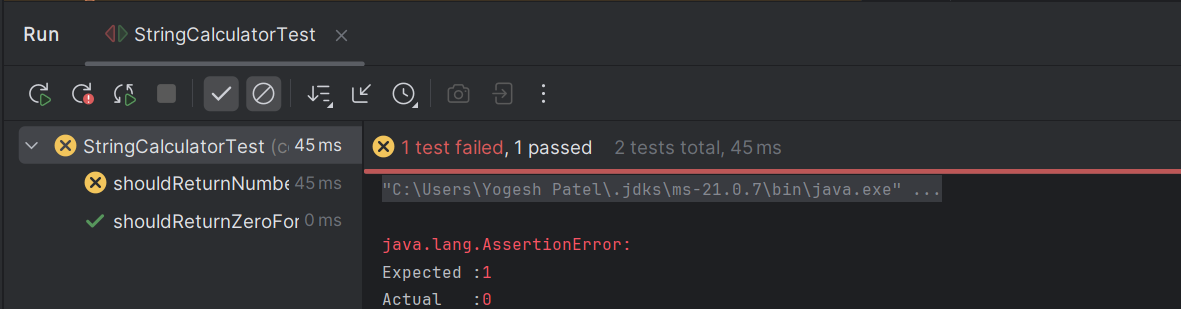 Run StringCalculatorTest
StringCalculatorTest (c 45 ms
1 test failed, 1 passed 2 tests total, 45 ms
shouldReturnNumbe 45 ms
"C:\Users\Yogesh Patel\.jdks\ms-21.0.7\bin\java.exe" ...
shouldReturnZeroFor 0 ms
java.lang.AssertionError:
Expected :1
Actual :0